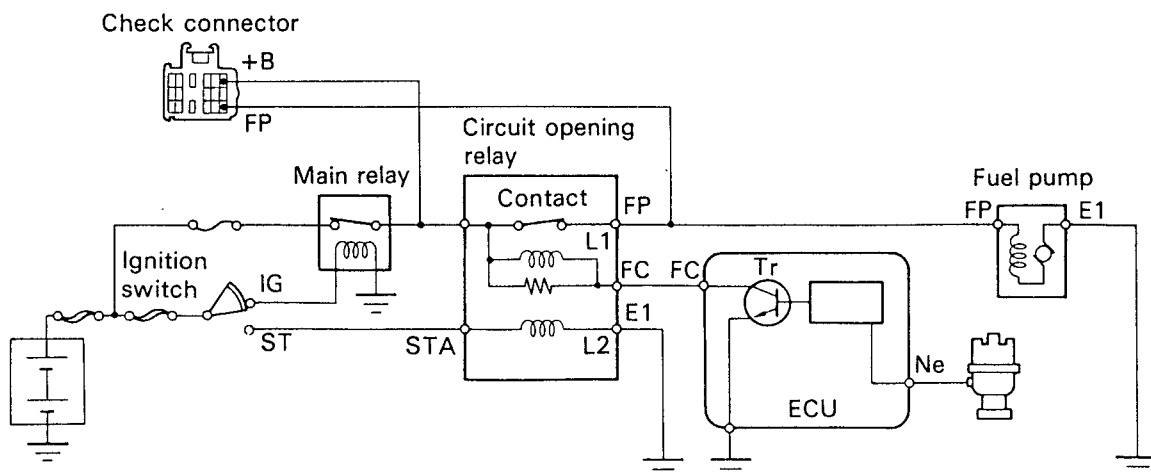 Check connector
+B
FP
Circuit opening
relay
Main relay
Contact
FP
Fuel pump
FP
E1
L1
Ignition
switch
IG
FC
FC
Tr
E1
ST
STA
L2
Ne
ECU